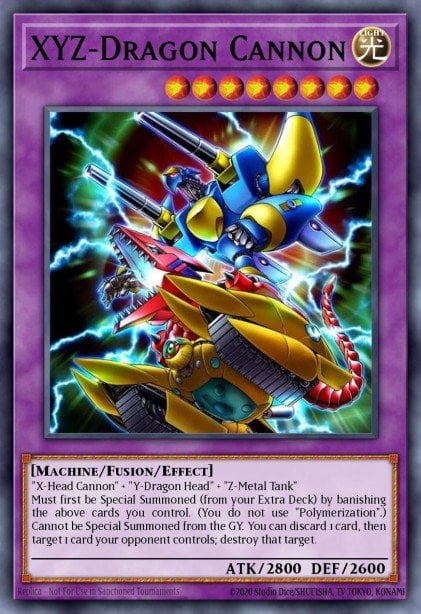 XYZ-Dragon Cannon
LIGHT
光
[Machine/Fusion/Effect]
"X-Head Cannon" + "Y-Dragon Head" + "Z-Metal Tank"
Must first be Special Summoned (from your Extra Deck) by banishing
the above cards you control. (You do not use "Polymerization".)
Cannot be Special Summoned from the GY. You can discard 1 card, then
target 1 card your opponent controls; destroy that target.
ATK/2800 DEF/2600
Replica - Not For Use in Sanctioned Tournaments
©2020 Studio Dice/SHUEISHA, TV TOKYO, KONAMI